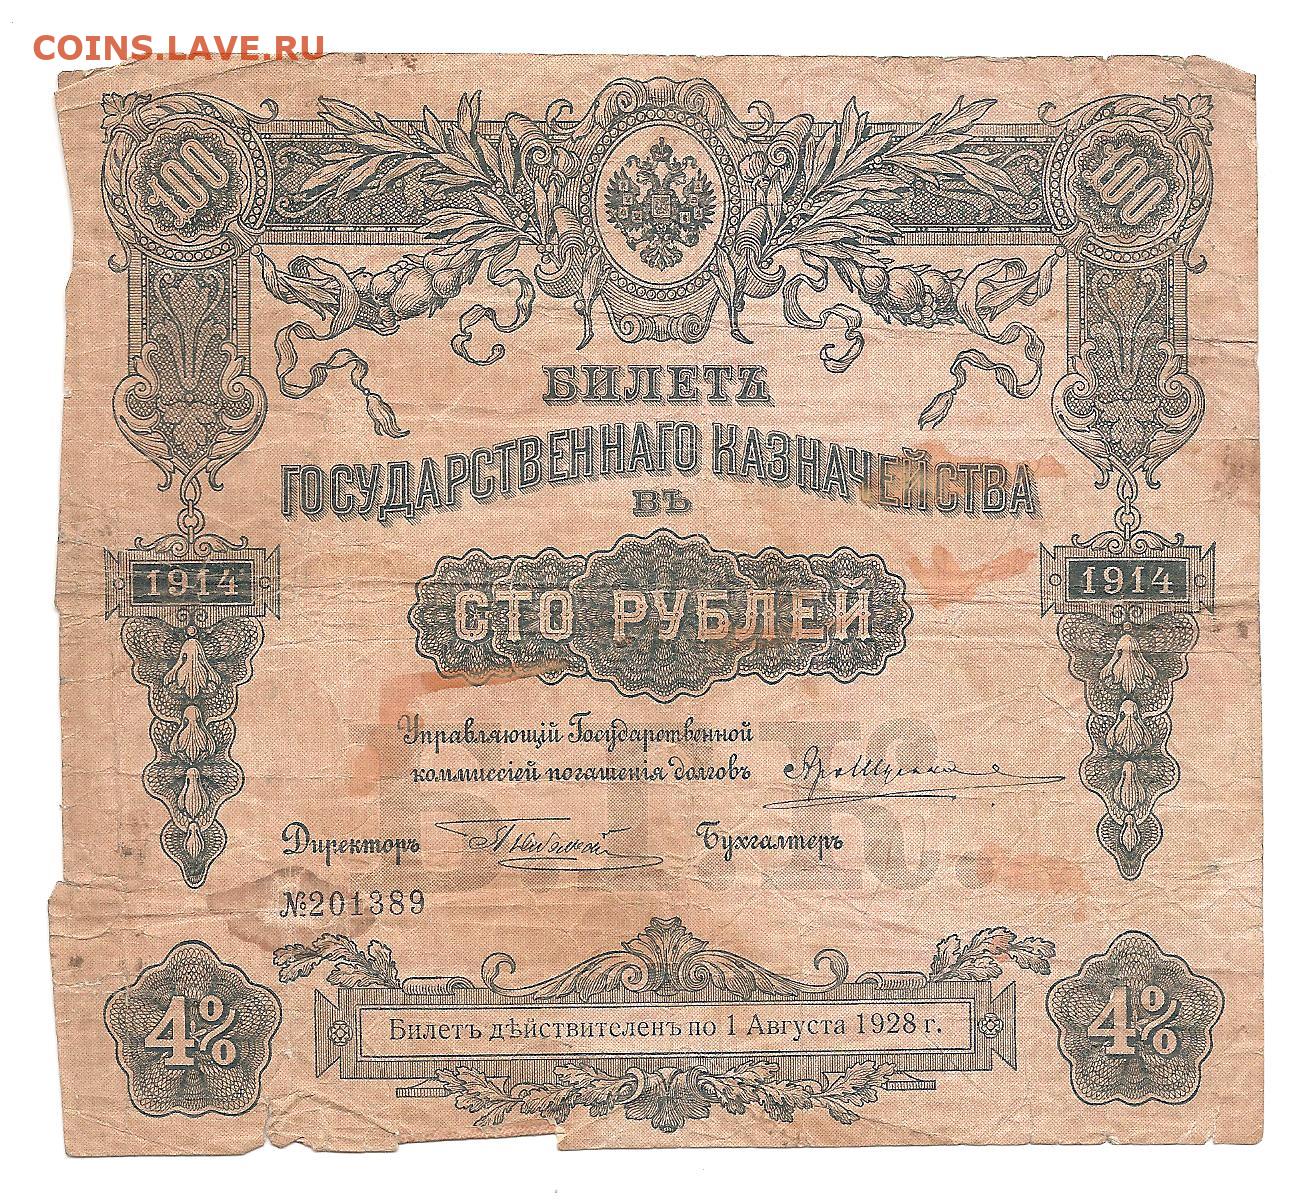 COINS.LAVE.RU
100
100
БИЛЕТЪ
ГОСУДАРСТВЕННАГО КАЗНАЧЕЙСТВА
ВЪ
1914
1914
СТО РУБЛЕЙ
Управляющій Государственной
коммиссіей погашенія долговъ
Директоръ
Бухгалтеръ
№201389
4%
Билетъ дѣйствителенъ по 1 Августа 1928 г.
4%